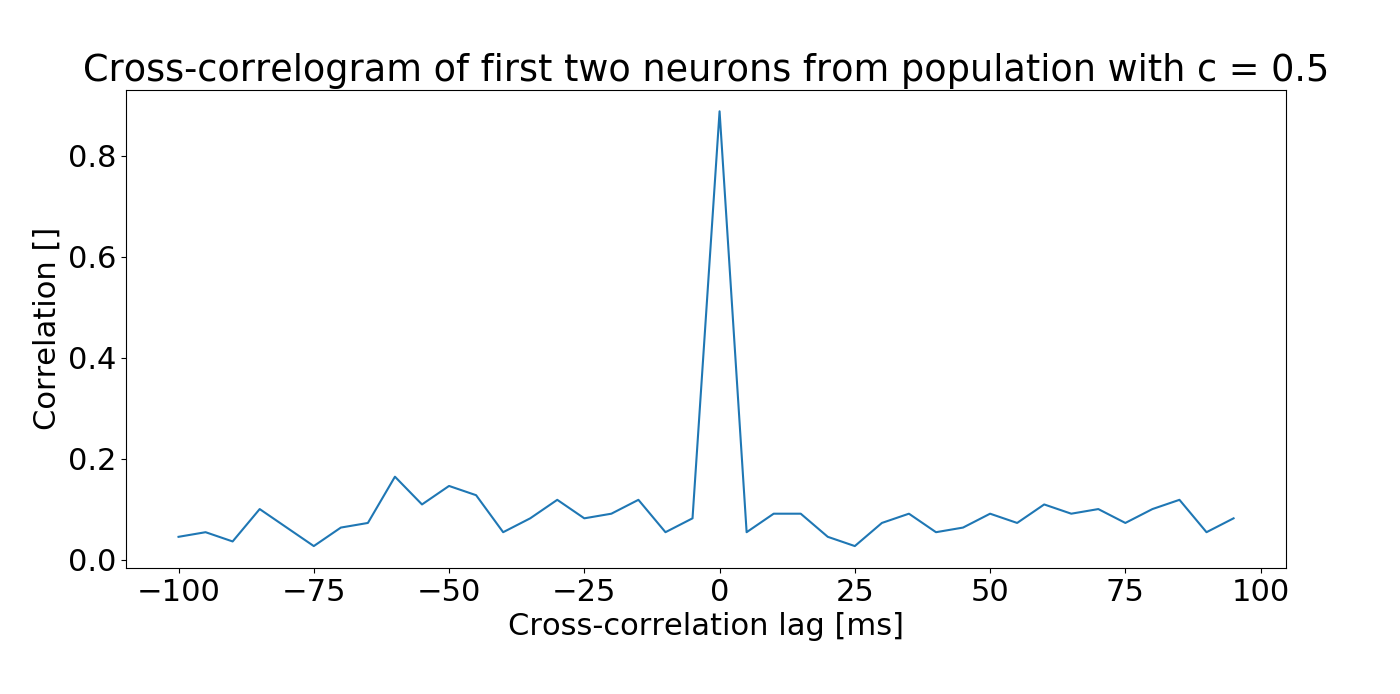 Cross-correlogram of first two neurons from population with c = 0.5
Correlation []
0.8
0.6
0.4
0.2
0.0
−100 −75 −50 −25 0 25 50 75 100
Cross-correlation lag [ms]